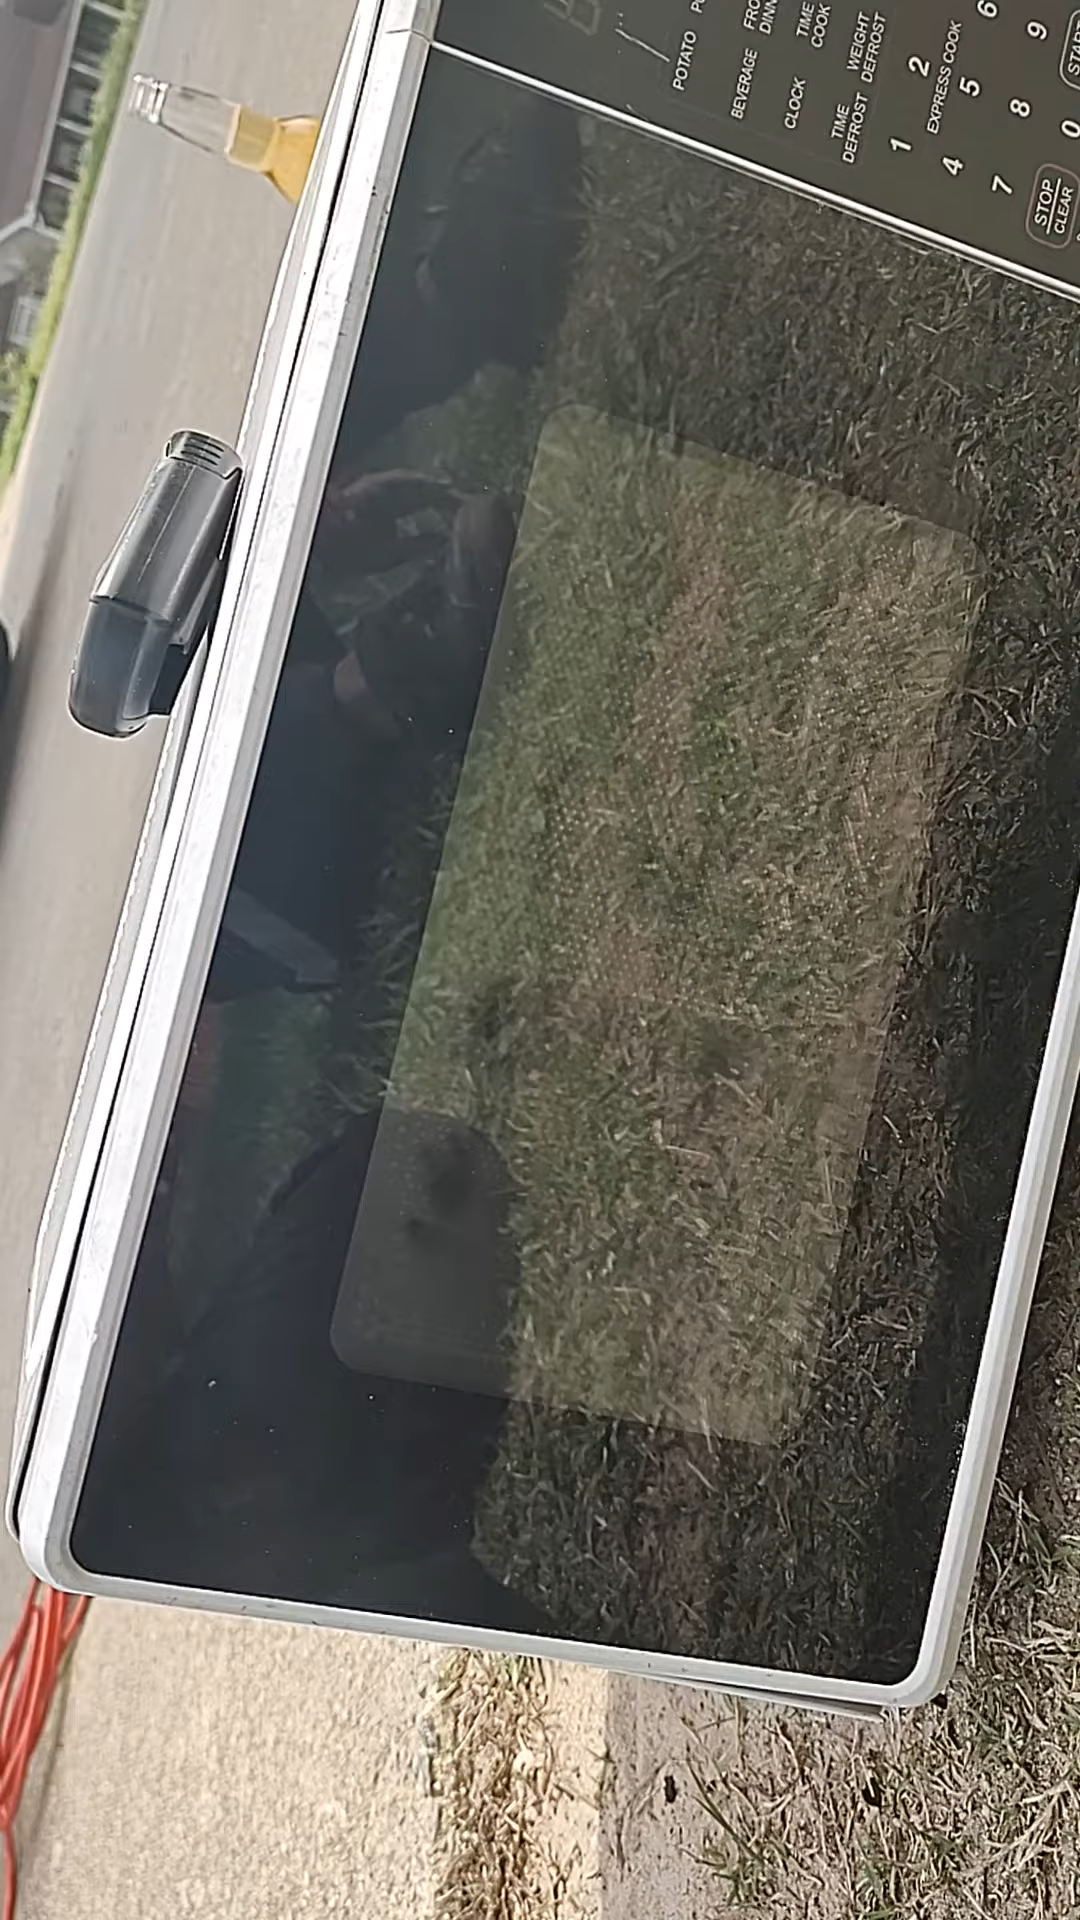 POTATO
BEVERAGE
CLOCK TIME COOK
TIME DEFROST WEIGHT DEFROST
1 2
EXPRESS COOK
4 5 6
7 8 9
STOP
CLEAR 0 START